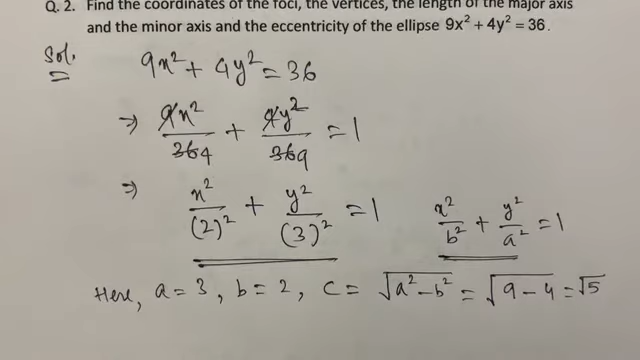 Q. 2. Find the coordinates of the foci, the vertices, the length of the major axis
and the minor axis and the eccentricity of the ellipse 9x² + 4y² = 36.
Sol.
9x² + 4y² = 36
⇒ 9x²/364 + 4y²/369 = 1
⇒ x²/(2)² + y²/(3)² = 1
x²/b² + y²/a² = 1
Here, a = 3, b = 2, c = √(a² – b²) = √(9 – 4) = √5